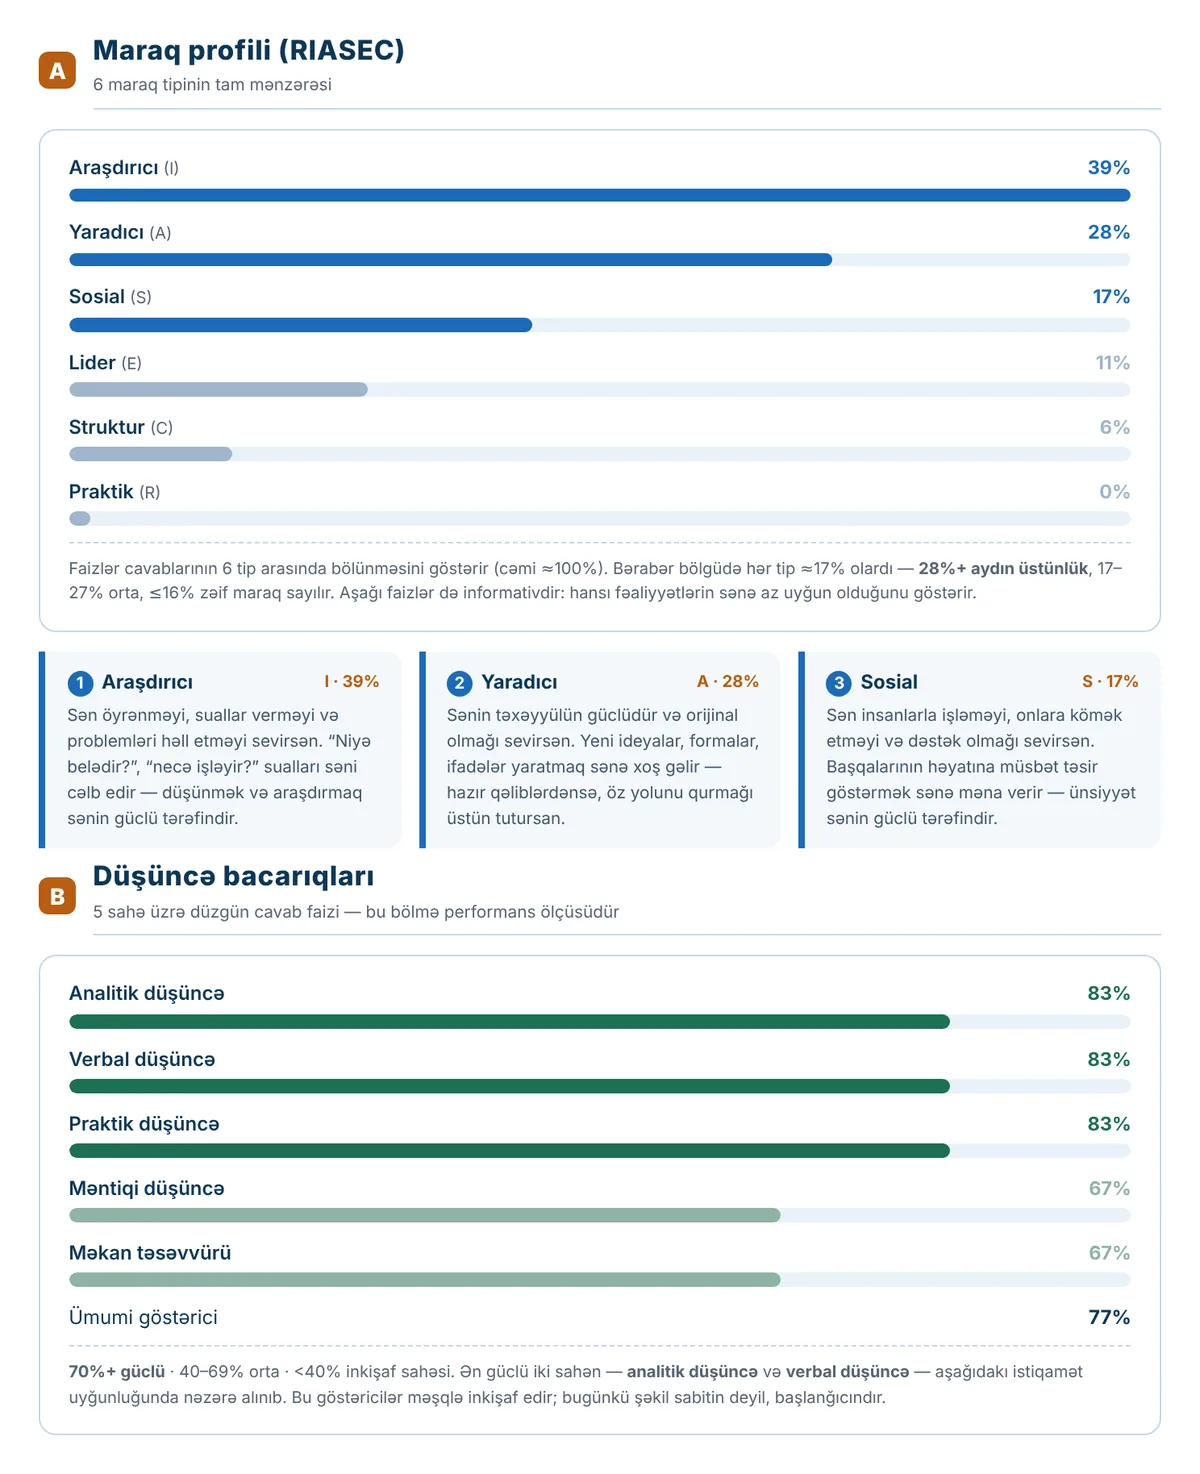 A
Maraq profili (RIASEC)
6 maraq tipinin tam mənzərəsi
Araşdırıcı (I) 39%
Yaradıcı (A) 28%
Sosial (S) 17%
Lider (E) 11%
Struktur (C) 6%
Praktik (R) 0%
Faizlər cavablarının 6 tip arasında bölünməsini göstərir (cəmi ≈100%). Bərabər bölgüdə hər tip ≈17% olardı — 28%+ aydın üstünlük, 17–
27% orta, ≤16% zəif maraq sayılır. Aşağı faizlər də informativdir: hansı fəaliyyətlərin sənə az uyğun olduğunu göstərir.
1 Araşdırıcı I · 39%
Sən öyrənməyi, suallar verməyi və
problemləri həll etməyi sevirsən. “Niyə
belədir?”, “necə işləyir?” sualları səni
cəlb edir — düşünmək və araşdırmaq
sənin güclü tərəfindir.
2 Yaradıcı A · 28%
Sənin təxəyyülün güclüdür və orijinal
olmağı sevirsən. Yeni ideyalar, formalar,
ifadələr yaratmaq sənə xoş gəlir —
hazır qəliblərdənsə, öz yolunu qurmağı
üstün tutursan.
3 Sosial S · 17%
Sən insanlarla işləməyi, onlara kömək
etməyi və dəstək olmağı sevirsən.
Başqalarının həyatına müsbət təsir
göstərmək sənə məna verir — ünsiyyət
sənin güclü tərəfindir.
B
Düşüncə bacarıqları
5 sahə üzrə düzgün cavab faizi — bu bölmə performans ölçüsüdür
Analitik düşüncə 83%
Verbal düşüncə 83%
Praktik düşüncə 83%
Məntiqi düşüncə 67%
Məkan təsəvvürü 67%
Ümumi göstərici 77%
70%+ güclü · 40–69% orta · <40% inkişaf sahəsi. Ən güclü iki sahən — analitik düşüncə və verbal düşüncə — aşağıdakı istiqamət
uyğunluğunda nəzərə alınıb. Bu göstəricilər məşqlə inkişaf edir; bugünkü şəkil sabitin deyil, başlanğıcındır.